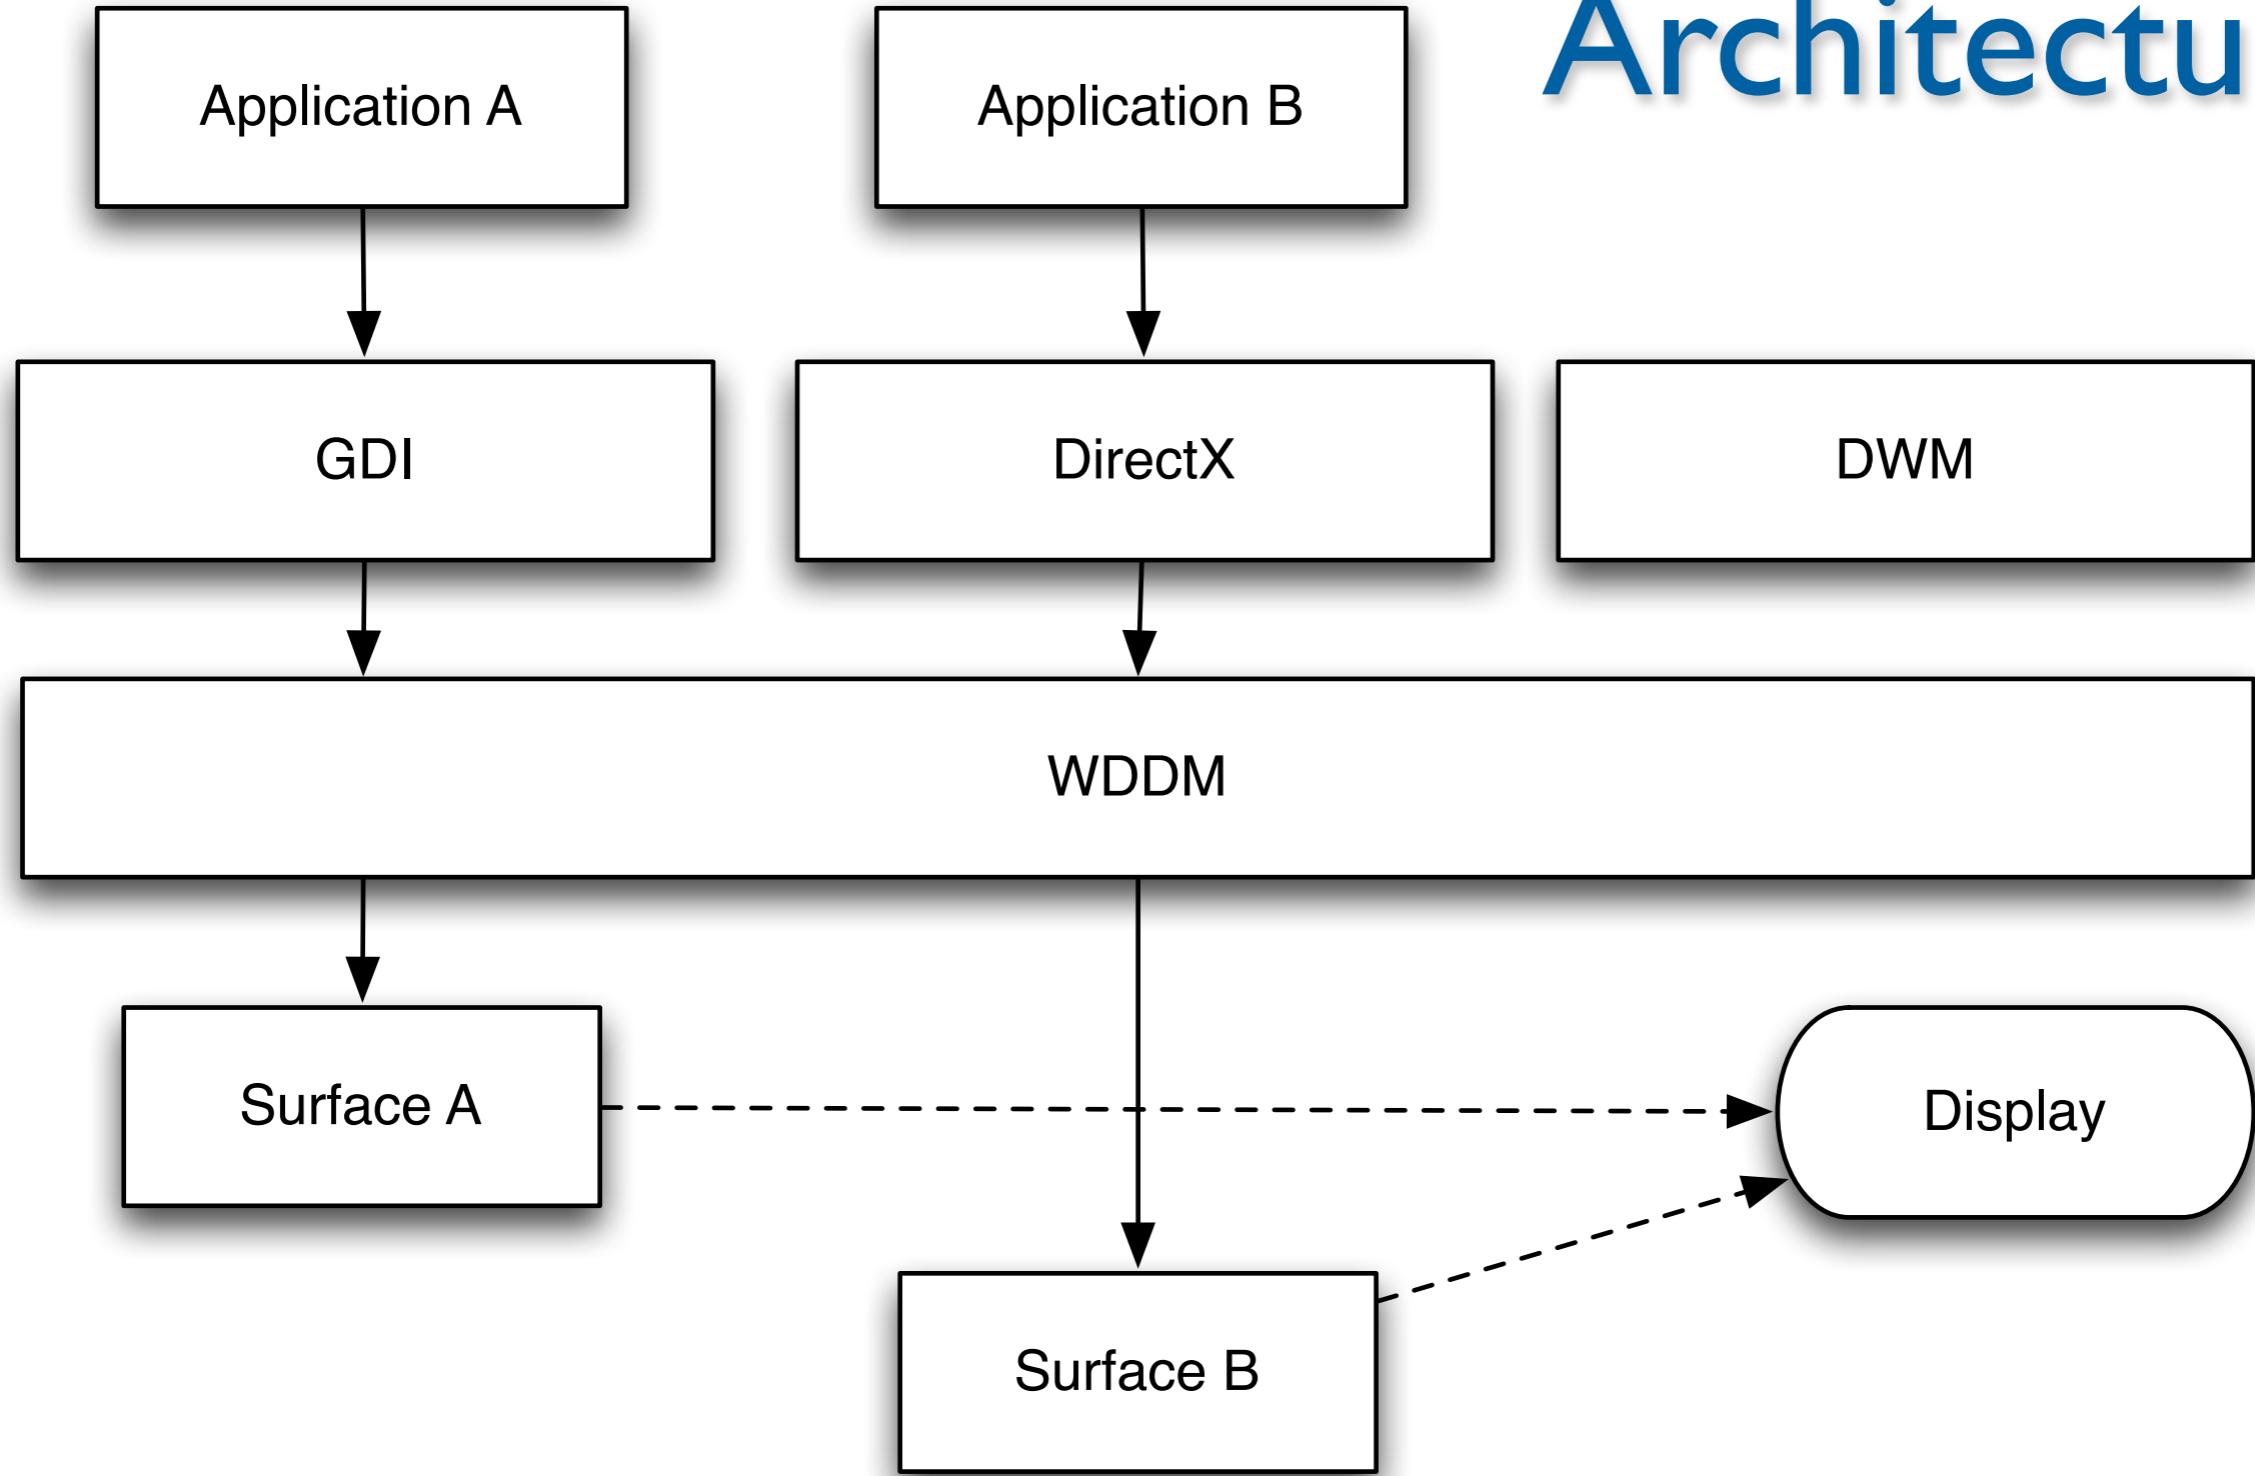 Architectu
Application A
Application B
GDI
DirectX
DWM
WDDM
Surface A
Display
Surface B